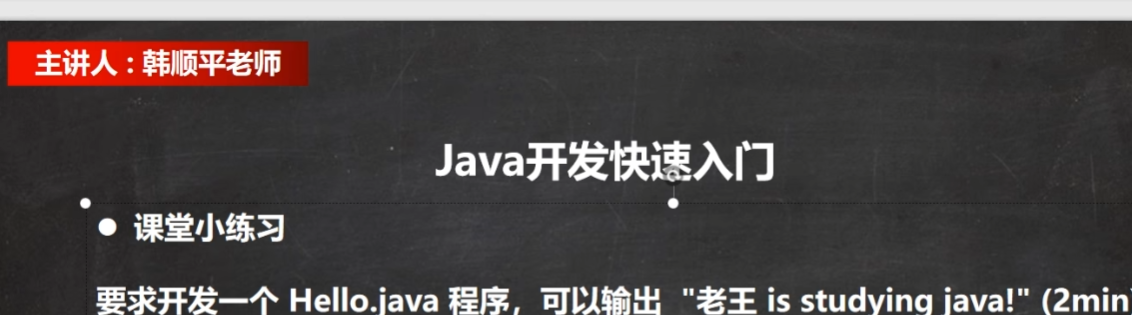 主讲人：韩顺平老师
Java开发快速入门
● 课堂小练习
要求开发一个 Hello.java 程序，可以输出 "老王 is studying java!" (2min)